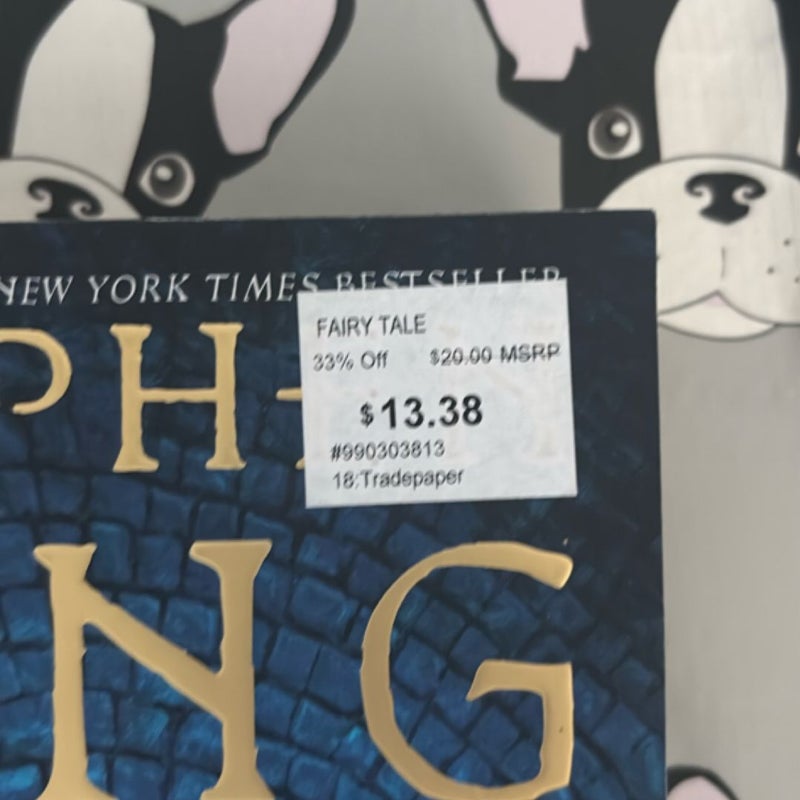 NEW YORK TIMES BESTSELLER
PH
FAIRY TALE
33% Off $20.00 MSRP
$13.38
#990303813
18:Tradepaper
NG